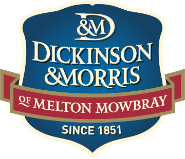 D&M
DICKINSON
&MORRIS
OF MELTON MOWBRAY
SINCE 1851